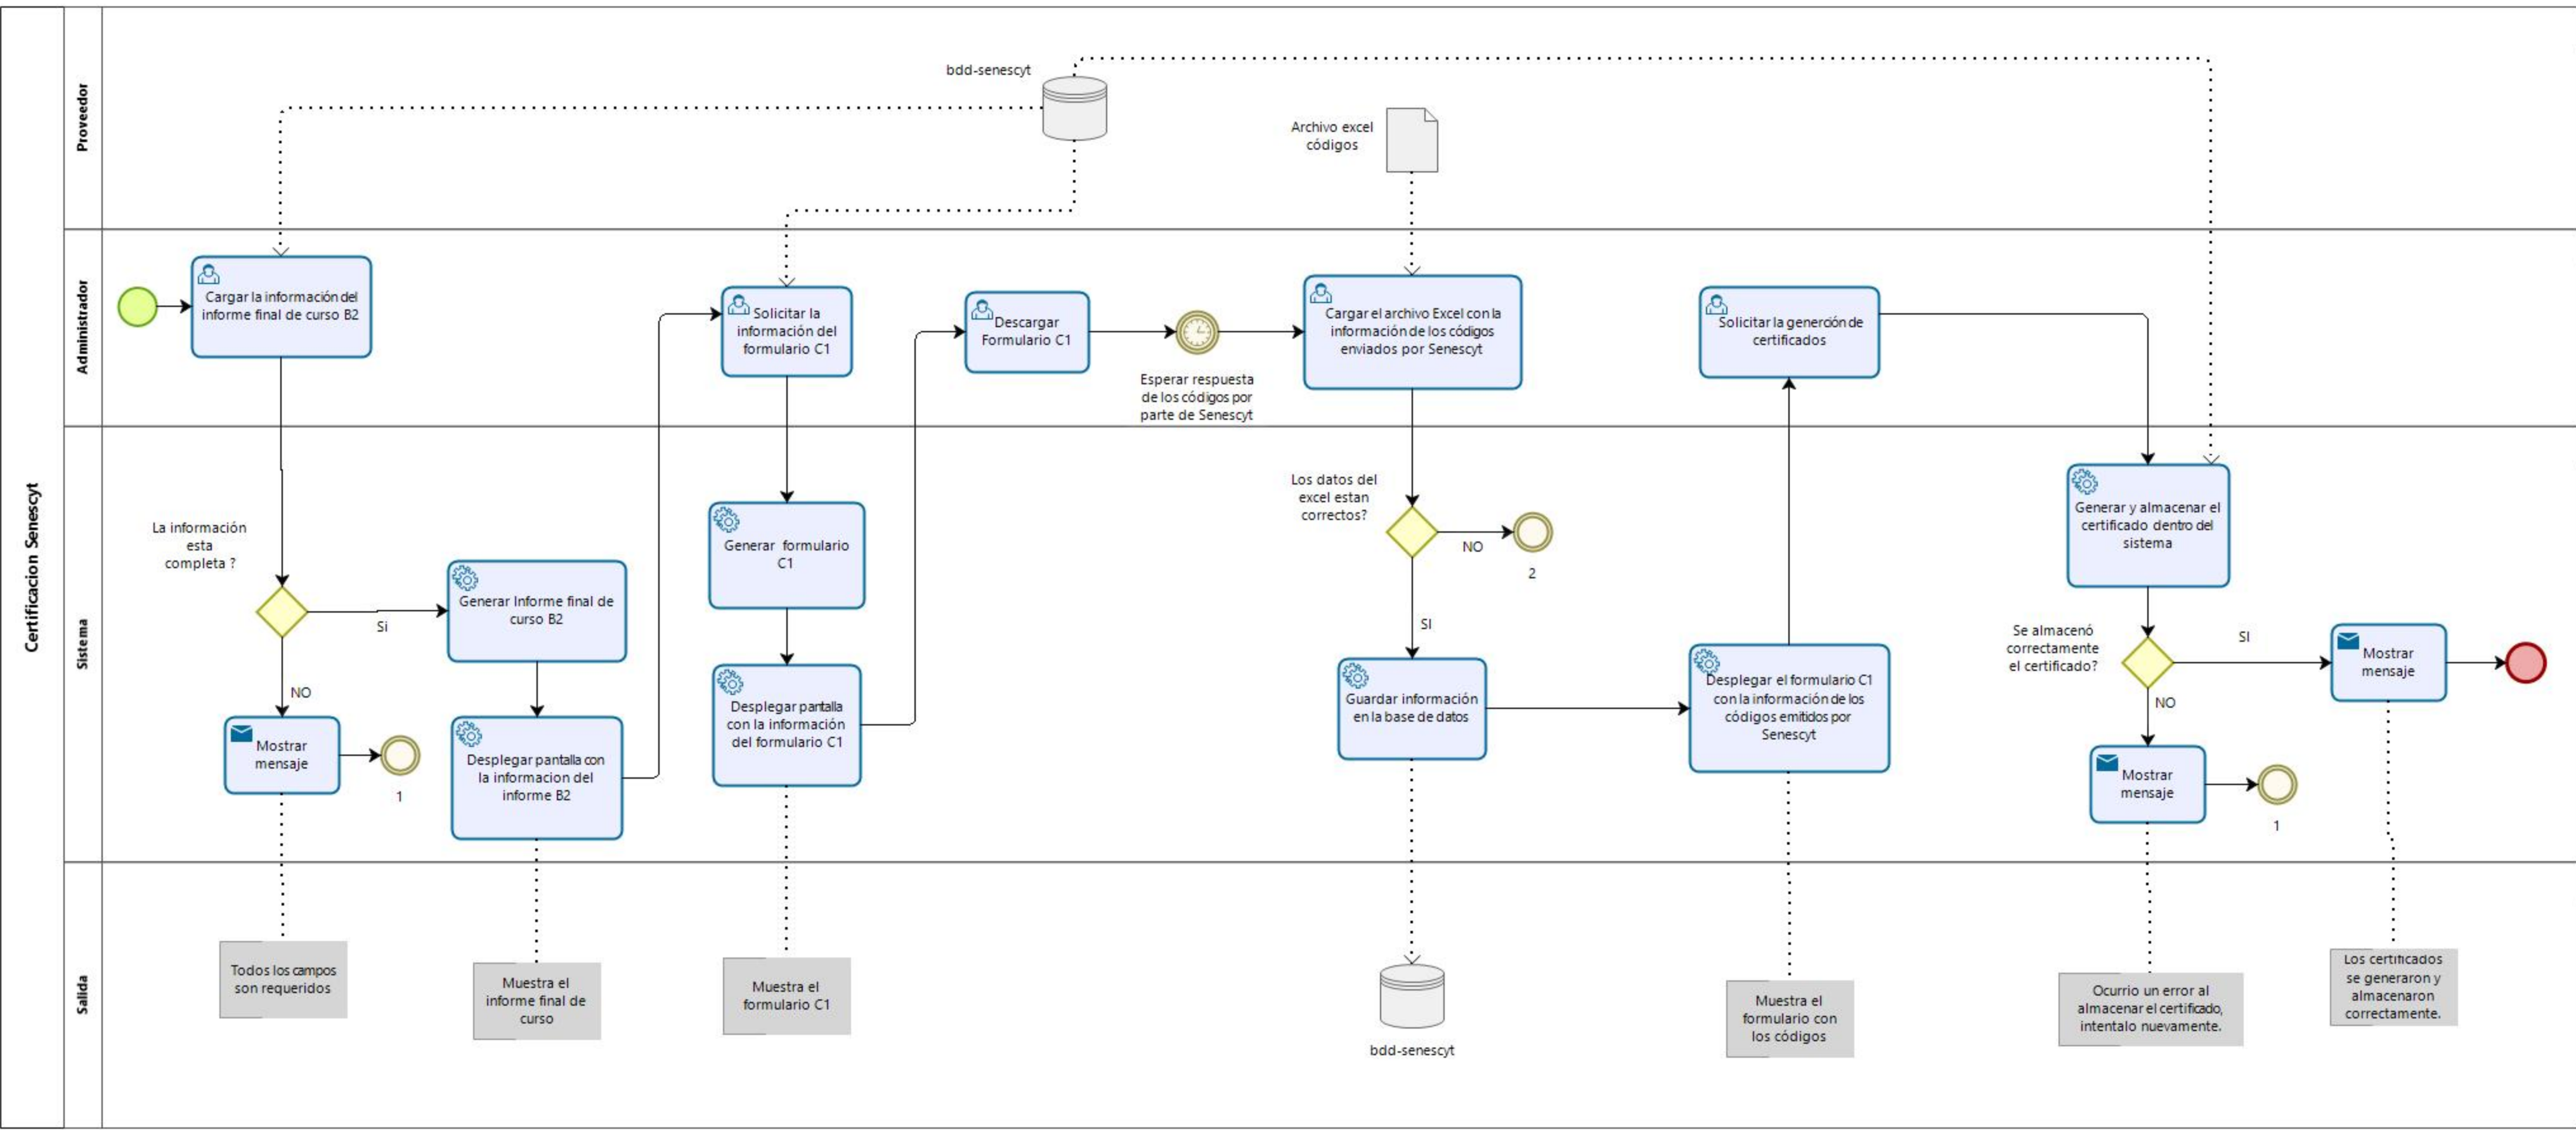 Certificacion Senescyt
Proveedor
bdd-senescyt
Archivo excel
códigos
Administrador
Cargar la información del
informe final de curso B2
Solicitar la
información del
formulario C1
Descargar
Formulario C1
Esperar respuesta
de los códigos por
parte de Senescyt
Cargar el archivo Excel con la
información de los códigos
enviados por Senescyt
Solicitar la generción de
certificados
Sistema
La información
esta
completa ?
Si
NO
Mostrar
mensaje
1
Generar Informe final de
curso B2
Desplegar pantalla con
la informacion del
informe B2
Generar formulario
C1
Desplegar pantalla
con la información
del formulario C1
Los datos del
excel estan
correctos?
NO
2
SI
Guardar información
en la base de datos
Desplegar el formulario C1
con la información de los
códigos emitidos por
Senescyt
Generar y almacenar el
certificado dentro del
sistema
Se almacenó
correctamente
el certificado?
SI
Mostrar
mensaje
NO
Mostrar
mensaje
1
Salida
Todos los campos
son requeridos
Muestra el
informe final de
curso
Muestra el
formulario C1
bdd-senescyt
Muestra el
formulario con
los códigos
Ocurrio un error al
almacenar el certificado,
intentalo nuevamente.
Los certificados
se generaron y
almacenaron
correctamente.